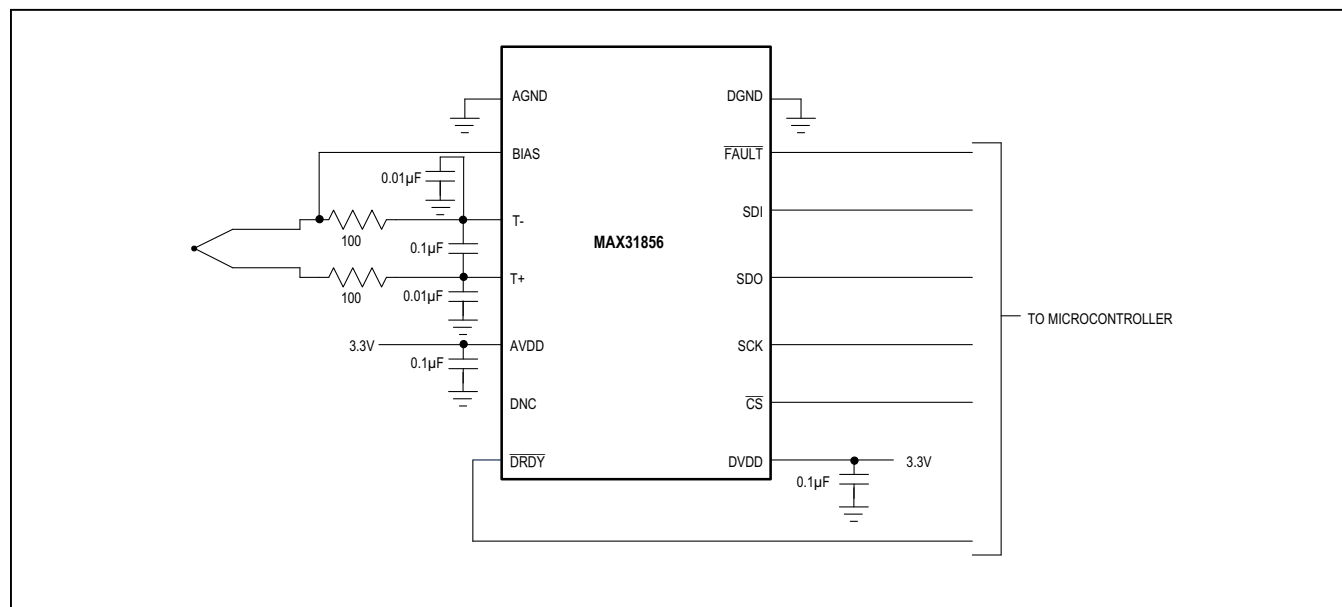 AGND
DGND
BIAS
FAULT
0.01µF
SDI
T-
100
0.1µF
MAX31856
T+
SDO
100
0.01µF
TO MICROCONTROLLER
3.3V
AVDD
SCK
0.1µF
DNC
CS
DRDY
DVDD
3.3V
0.1µF